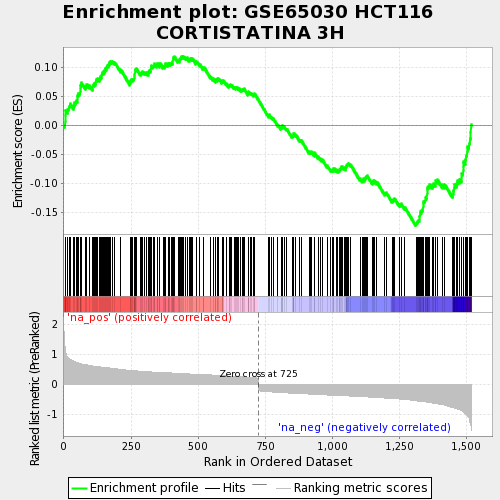 Enrichment plot: GSE65030 HCT116
CORTISTATINA 3H
Enrichment score (ES)
0.10
0.05
0.00
-0.05
-0.10
-0.15
Ranked list metric (PreRanked)
'na_pos' (positively correlated)
2
1
0
-1
Zero cross at 725
'na_neg' (negatively correlated)
0
250
500
750
1,000
1,250
1,500
Rank in Ordered Dataset
Enrichment profile
Hits
Ranking metric scores